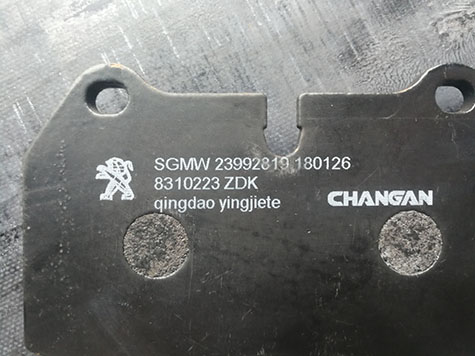 SGMW 23992819 180126
8310223 ZDK
qingdao yingjiete
CHANGAN